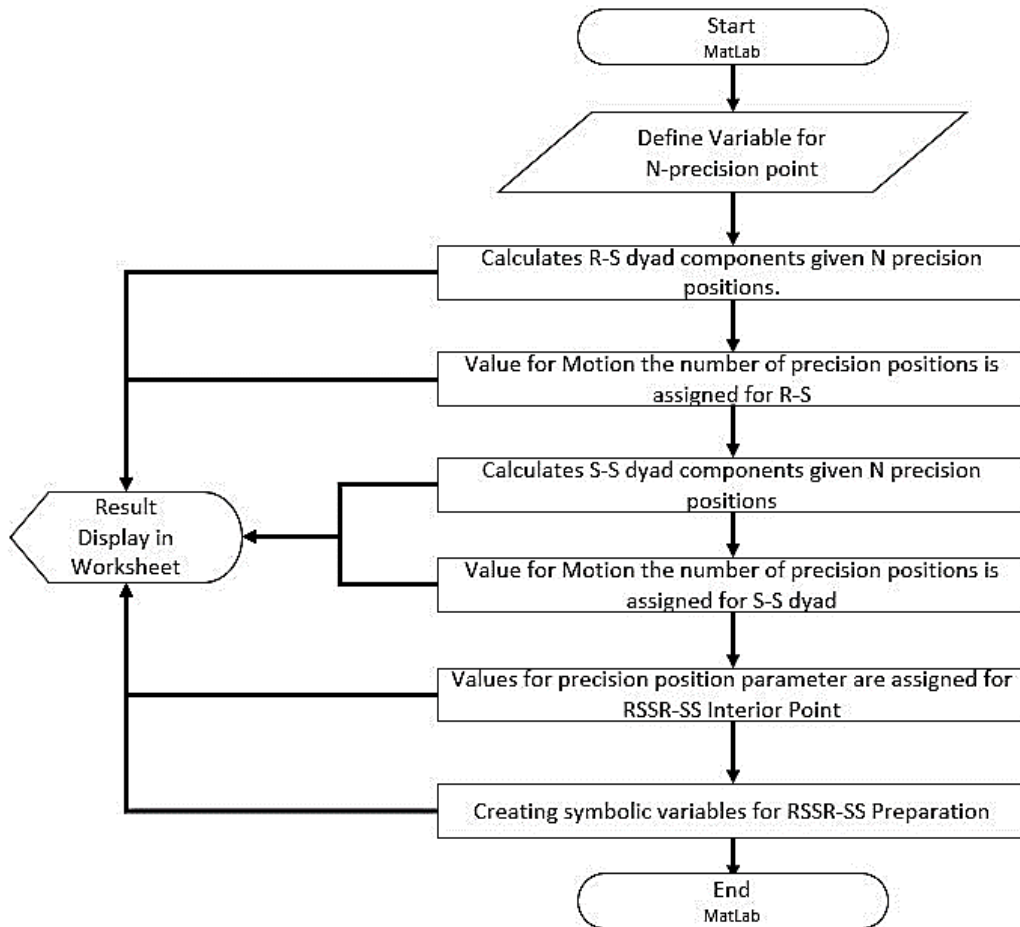 Start
MatLab
Define Variable for
N-precision point
Calculates R-S dyad components given N precision
positions.
Value for Motion the number of precision positions is
assigned for R-S
Calculates S-S dyad components given N precision
positions
Result
Display in
Worksheet
Value for Motion the number of precision positions is
assigned for S-S dyad
Values for precision position parameter are assigned for
RSSR-SS Interior Point
Creating symbolic variables for RSSR-SS Preparation
End
MatLab